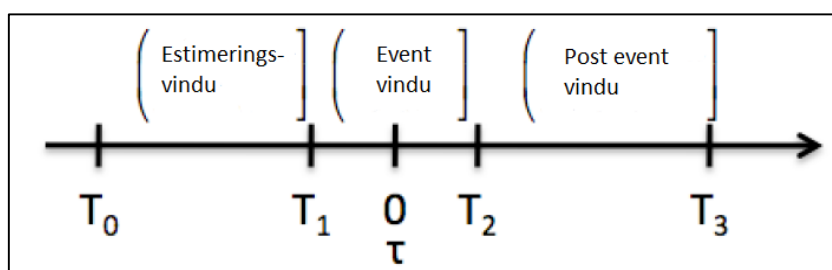 Estimerings- Event Post event
vindu vindu vindu
T₀ T₁ 0 T₂ T₃
τ